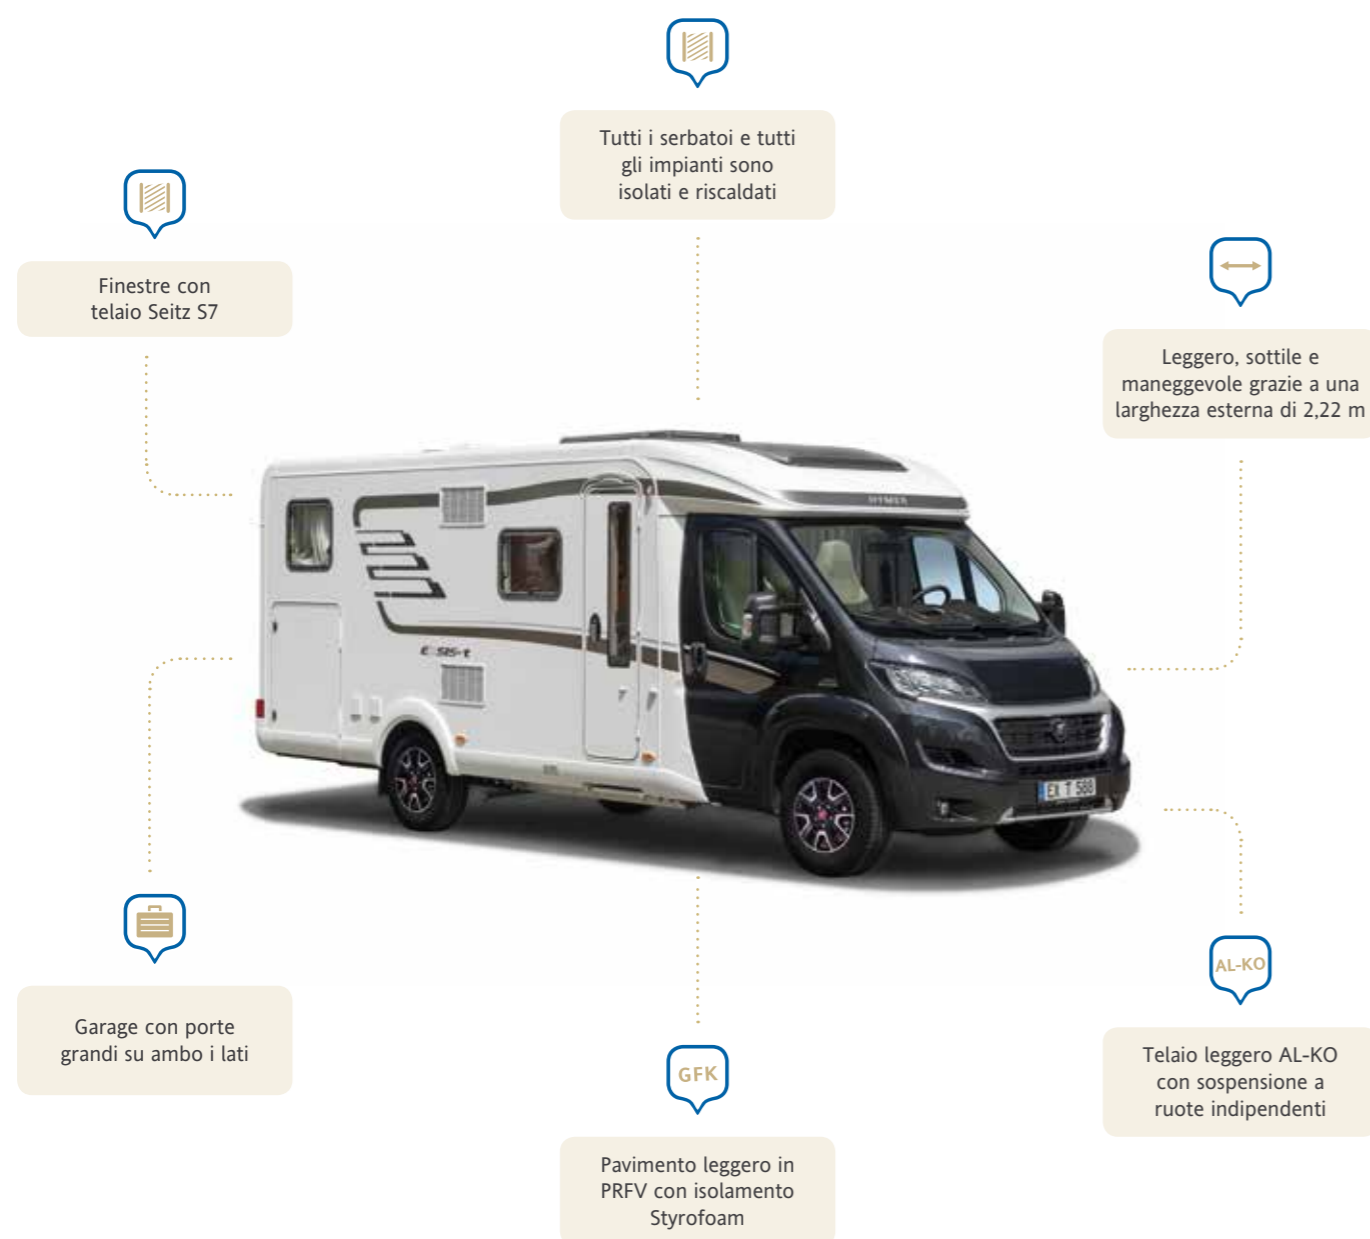 Tutti i serbatoi e tutti
gli impianti sono
isolati e riscaldati
Finestre con
telaio Seitz S7
Leggero, sottile e
maneggevole grazie a una
larghezza esterna di 2,22 m
HYMER
EX T 588
Garage con porte
grandi su ambo i lati
AL-KO
Telaio leggero AL-KO
con sospensione a
ruote indipendenti
GFK
Pavimento leggero in
PRFV con isolamento
Styrofoam